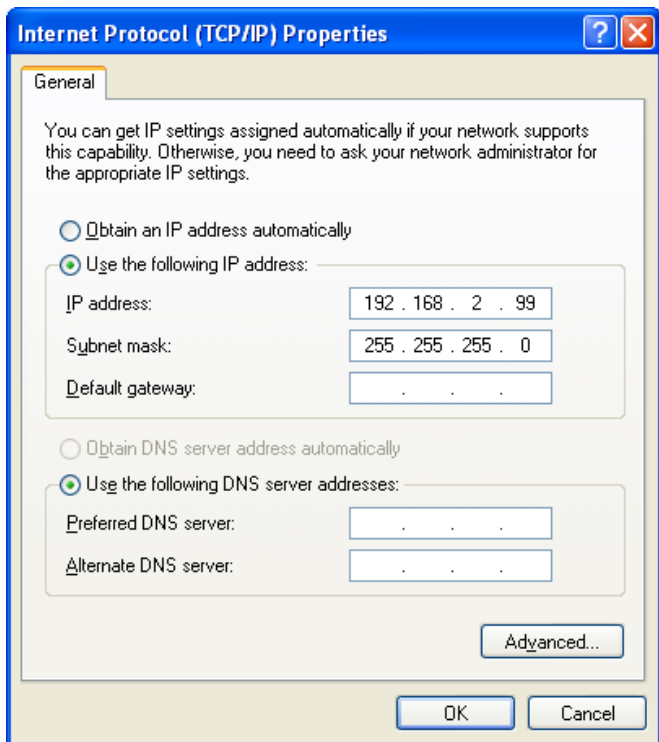 Internet Protocol (TCP/IP) Properties
General
You can get IP settings assigned automatically if your network supports
this capability. Otherwise, you need to ask your network administrator for
the appropriate IP settings.
Obtain an IP address automatically
Use the following IP address:
IP address: 192 . 168 . 2 . 99
Subnet mask: 255 . 255 . 255 . 0
Default gateway: . . .
Obtain DNS server address automatically
Use the following DNS server addresses:
Preferred DNS server: . . .
Alternate DNS server: . . .
Advanced...
OK Cancel